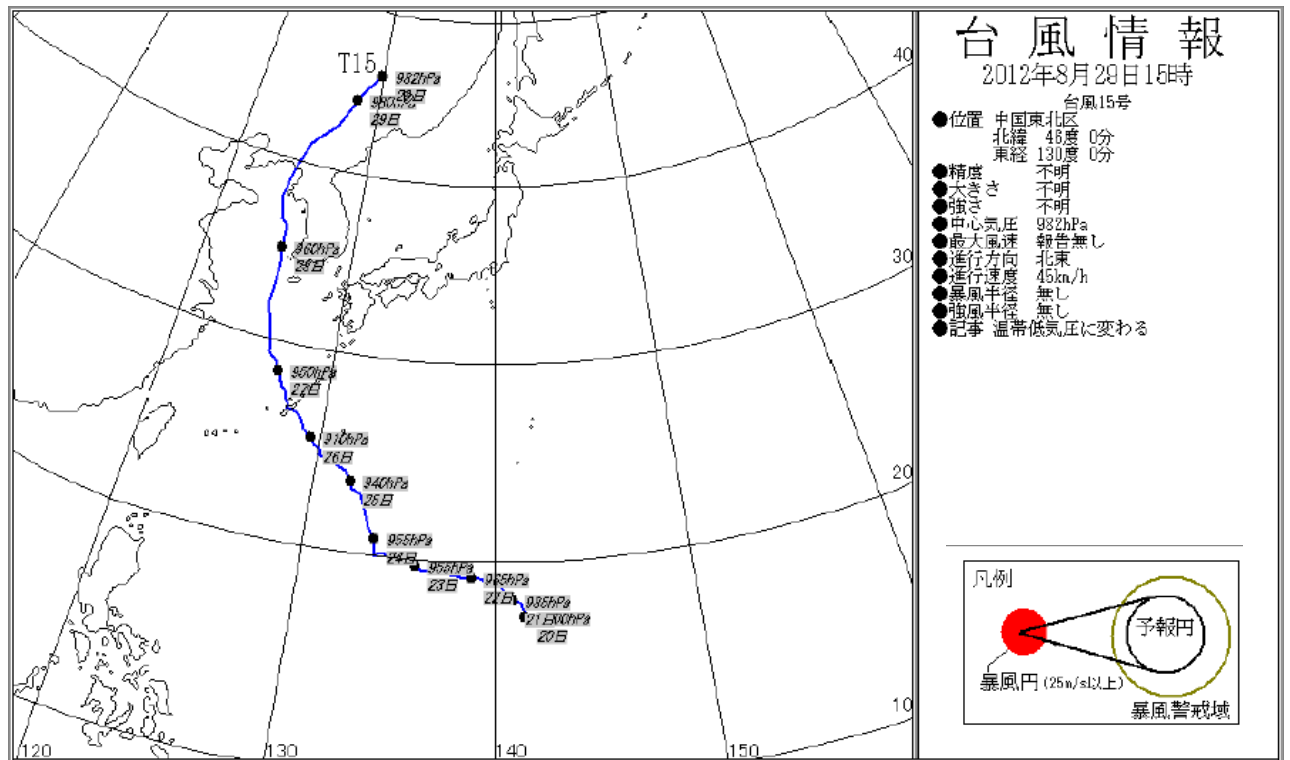 T15
982hPa
29日
960hPa
28日
910hPa
26日
940hPa
25日
955hPa
24日
955hPa
23日
965hPa
22日
985hPa
21日
20日
40
30
20
10
120
130
140
150
台風情報
2012年8月29日15時
台風15号
●位置 中国東北区
北緯 46度 0分
東経 130度 0分
●精度 不明
●大きさ 不明
●強さ 不明
●中心気圧 982hPa
●最大風速 報告無し
●進行方向 北東
●進行速度 45km/h
●暴風半径 無し
●強風半径 無し
●記事 温帯低気圧に変わる
凡例
予報円
暴風円(25m/s以上)
暴風警戒域